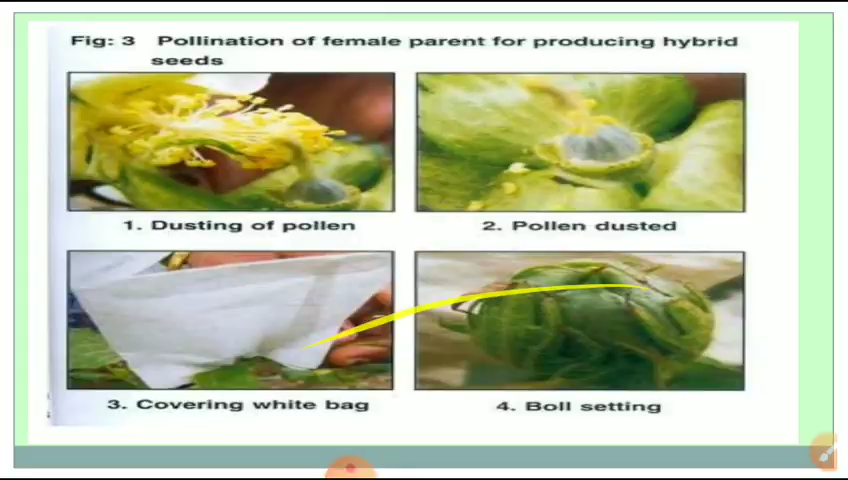 Fig: 3 Pollination of female parent for producing hybrid
seeds
1. Dusting of pollen
2. Pollen dusted
3. Covering white bag
4. Boll setting